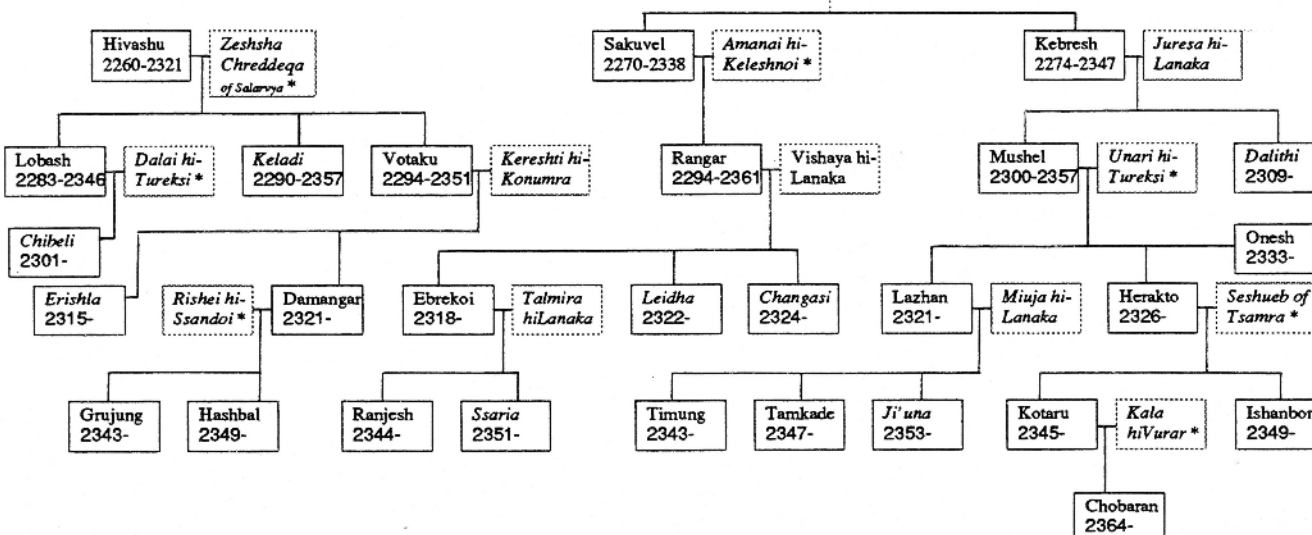 Hivashu
2260-2321
Zeshsha
Chreddeqa
of Salarvya *
Sakuvel
2270-2338
Amanai hi-
Keleshnoi *
Kebresh
2274-2347
Juresa hi-
Lanaka
Lobash
2283-2346
Dalai hi-
Tureksi *
Keladi
2290-2357
Votaku
2294-2351
Kereshti hi-
Konumra
Rangar
2294-2361
Vishaya hi-
Lanaka
Mushel
2300-2357
Unari hi-
Tureksi *
Dalithi
2309-
Chibeli
2301-
Onesh
2333-
Erishla
2315-
Rishei hi-
Ssandoi *
Damangar
2321-
Ebrekoi
2318-
Talmira
hiLanaka
Leidha
2322-
Changasi
2324-
Lazhan
2321-
Miuja hi-
Lanaka
Herakto
2326-
Seshueb of
Tsamra *
Grujung
2343-
Hashbal
2349-
Ranjesh
2344-
Ssaria
2351-
Timung
2343-
Tamkade
2347-
Ji'una
2353-
Kotaru
2345-
Kala
hiVurar *
Ishanbor
2349-
Chobaran
2364-